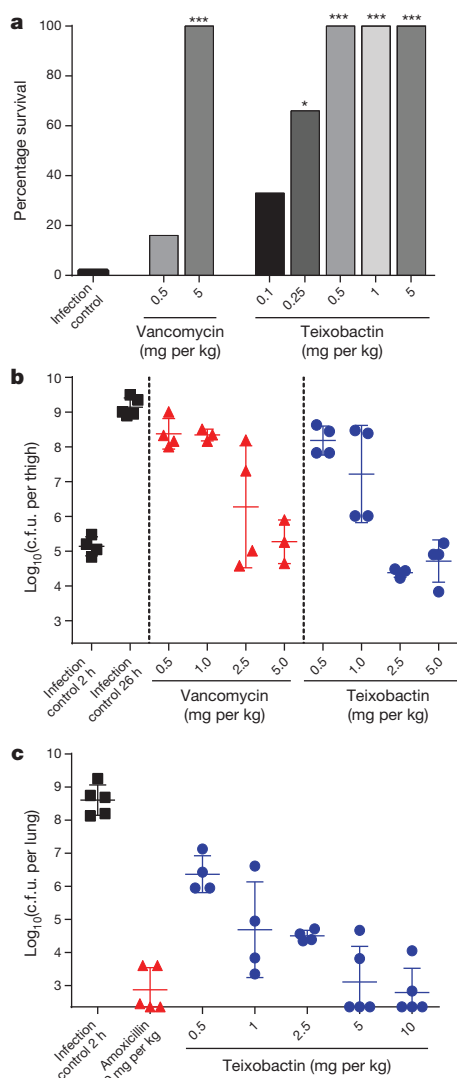 a
Percentage survival
100
80
60
40
20
0
***
*
***
***
***
Infection
control
0.5
5
0.1
0.25
0.5
1
5
Vancomycin
(mg per kg)
Teixobactin
(mg per kg)
b
Log10(c.f.u. per thigh)
10
9
8
7
6
5
4
3
Infection
control 2 h
Infection
control 26 h
0.5
1.0
2.5
5.0
0.5
1.0
2.5
5.0
Vancomycin
(mg per kg)
Teixobactin
(mg per kg)
c
Log10(c.f.u. per lung)
10
9
8
7
6
5
4
3
Infection
control 2 h
Amoxicillin
mg per kg
0.5
1
2.5
5
10
Teixobactin (mg per kg)